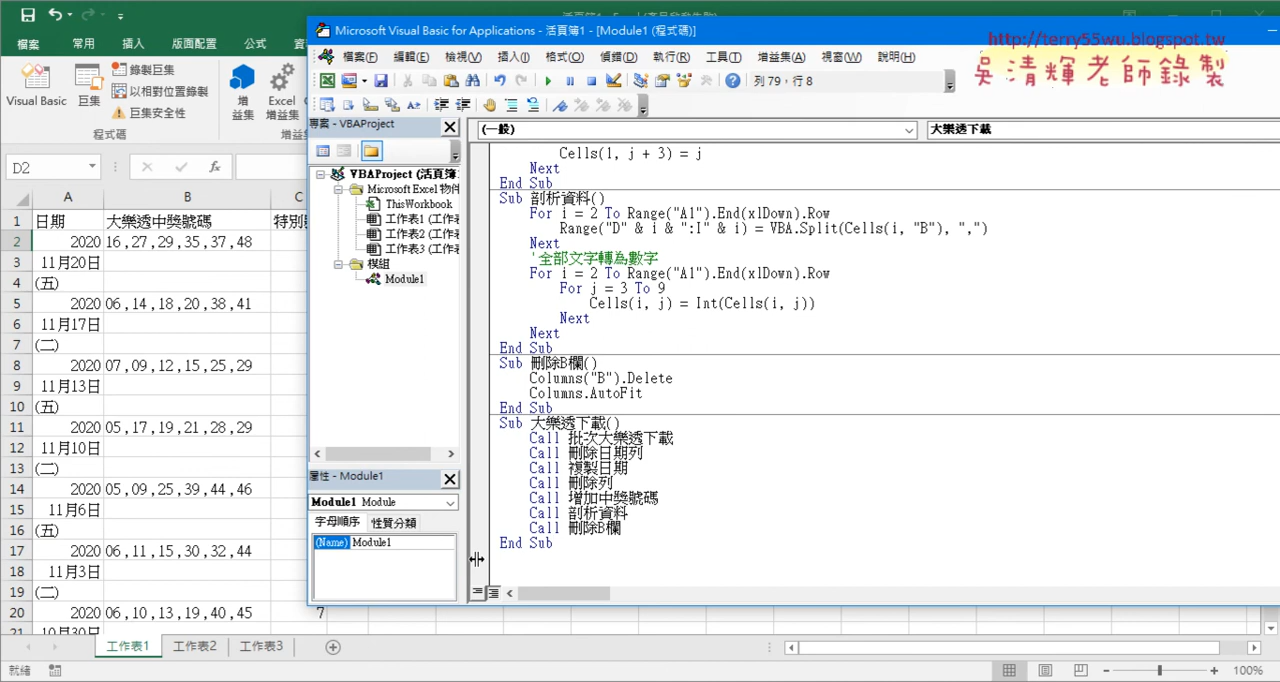 Microsoft Visual Basic for Applications - 活頁簿1 - [Module1 (程式碼)]
http://terry55wu.blogspot.tw
吳清輝老師錄製
檔案 常用 插入 版面配置 公式
檔案(F) 編輯(E) 檢視(V) 插入(I) 格式(O) 偵錯(D) 執行(R) 工具(T) 增益集(A) 視窗(W) 說明(H)
Visual Basic 巨集 錄製巨集 以相對位置錄製 巨集安全性 增益集 Excel 增益集
程式碼
列 79，行 8
專案 - VBAProject
(一般) 大樂透下載
D2
VBAProject (活頁簿1
Microsoft Excel 物件
ThisWorkbook
工作表1 (工作表
工作表2 (工作表
工作表3 (工作表
模組
Module1
屬性 - Module1
Module1 Module
字母順序 性質分類
(Name) Module1
Cells(1, j + 3) = j
Next
End Sub
Sub 剖析資料()
For i = 2 To Range("A1").End(xlDown).Row
Range("D" & i & ":I" & i) = VBA.Split(Cells(i, "B"), ",")
Next
'全部文字轉為數字
For i = 2 To Range("A1").End(xlDown).Row
For j = 3 To 9
Cells(i, j) = Int(Cells(i, j))
Next
Next
End Sub
Sub 刪除B欄()
Columns("B").Delete
Columns.AutoFit
End Sub
Sub 大樂透下載()
Call 批次大樂透下載
Call 刪除日期列
Call 複製日期
Call 刪除列
Call 增加中獎號碼
Call 剖析資料
Call 刪除B欄
End Sub
A B C
1 日期 大樂透中獎號碼 特別
2 2020 16,27,29,35,37,48
3 11月20日
4 (五)
5 2020 06,14,18,20,38,41
6 11月17日
7 (二)
8 2020 07,09,12,15,25,29
9 11月13日
10 (五)
11 2020 05,17,19,21,28,29
12 11月10日
13 (二)
14 2020 05,09,25,39,44,46
15 11月6日
16 (五)
17 2020 06,11,15,30,32,44
18 11月3日
19 (二)
20 2020 06,10,13,19,40,45 7
21 10月30日
工作表1 工作表2 工作表3
就緒 100%